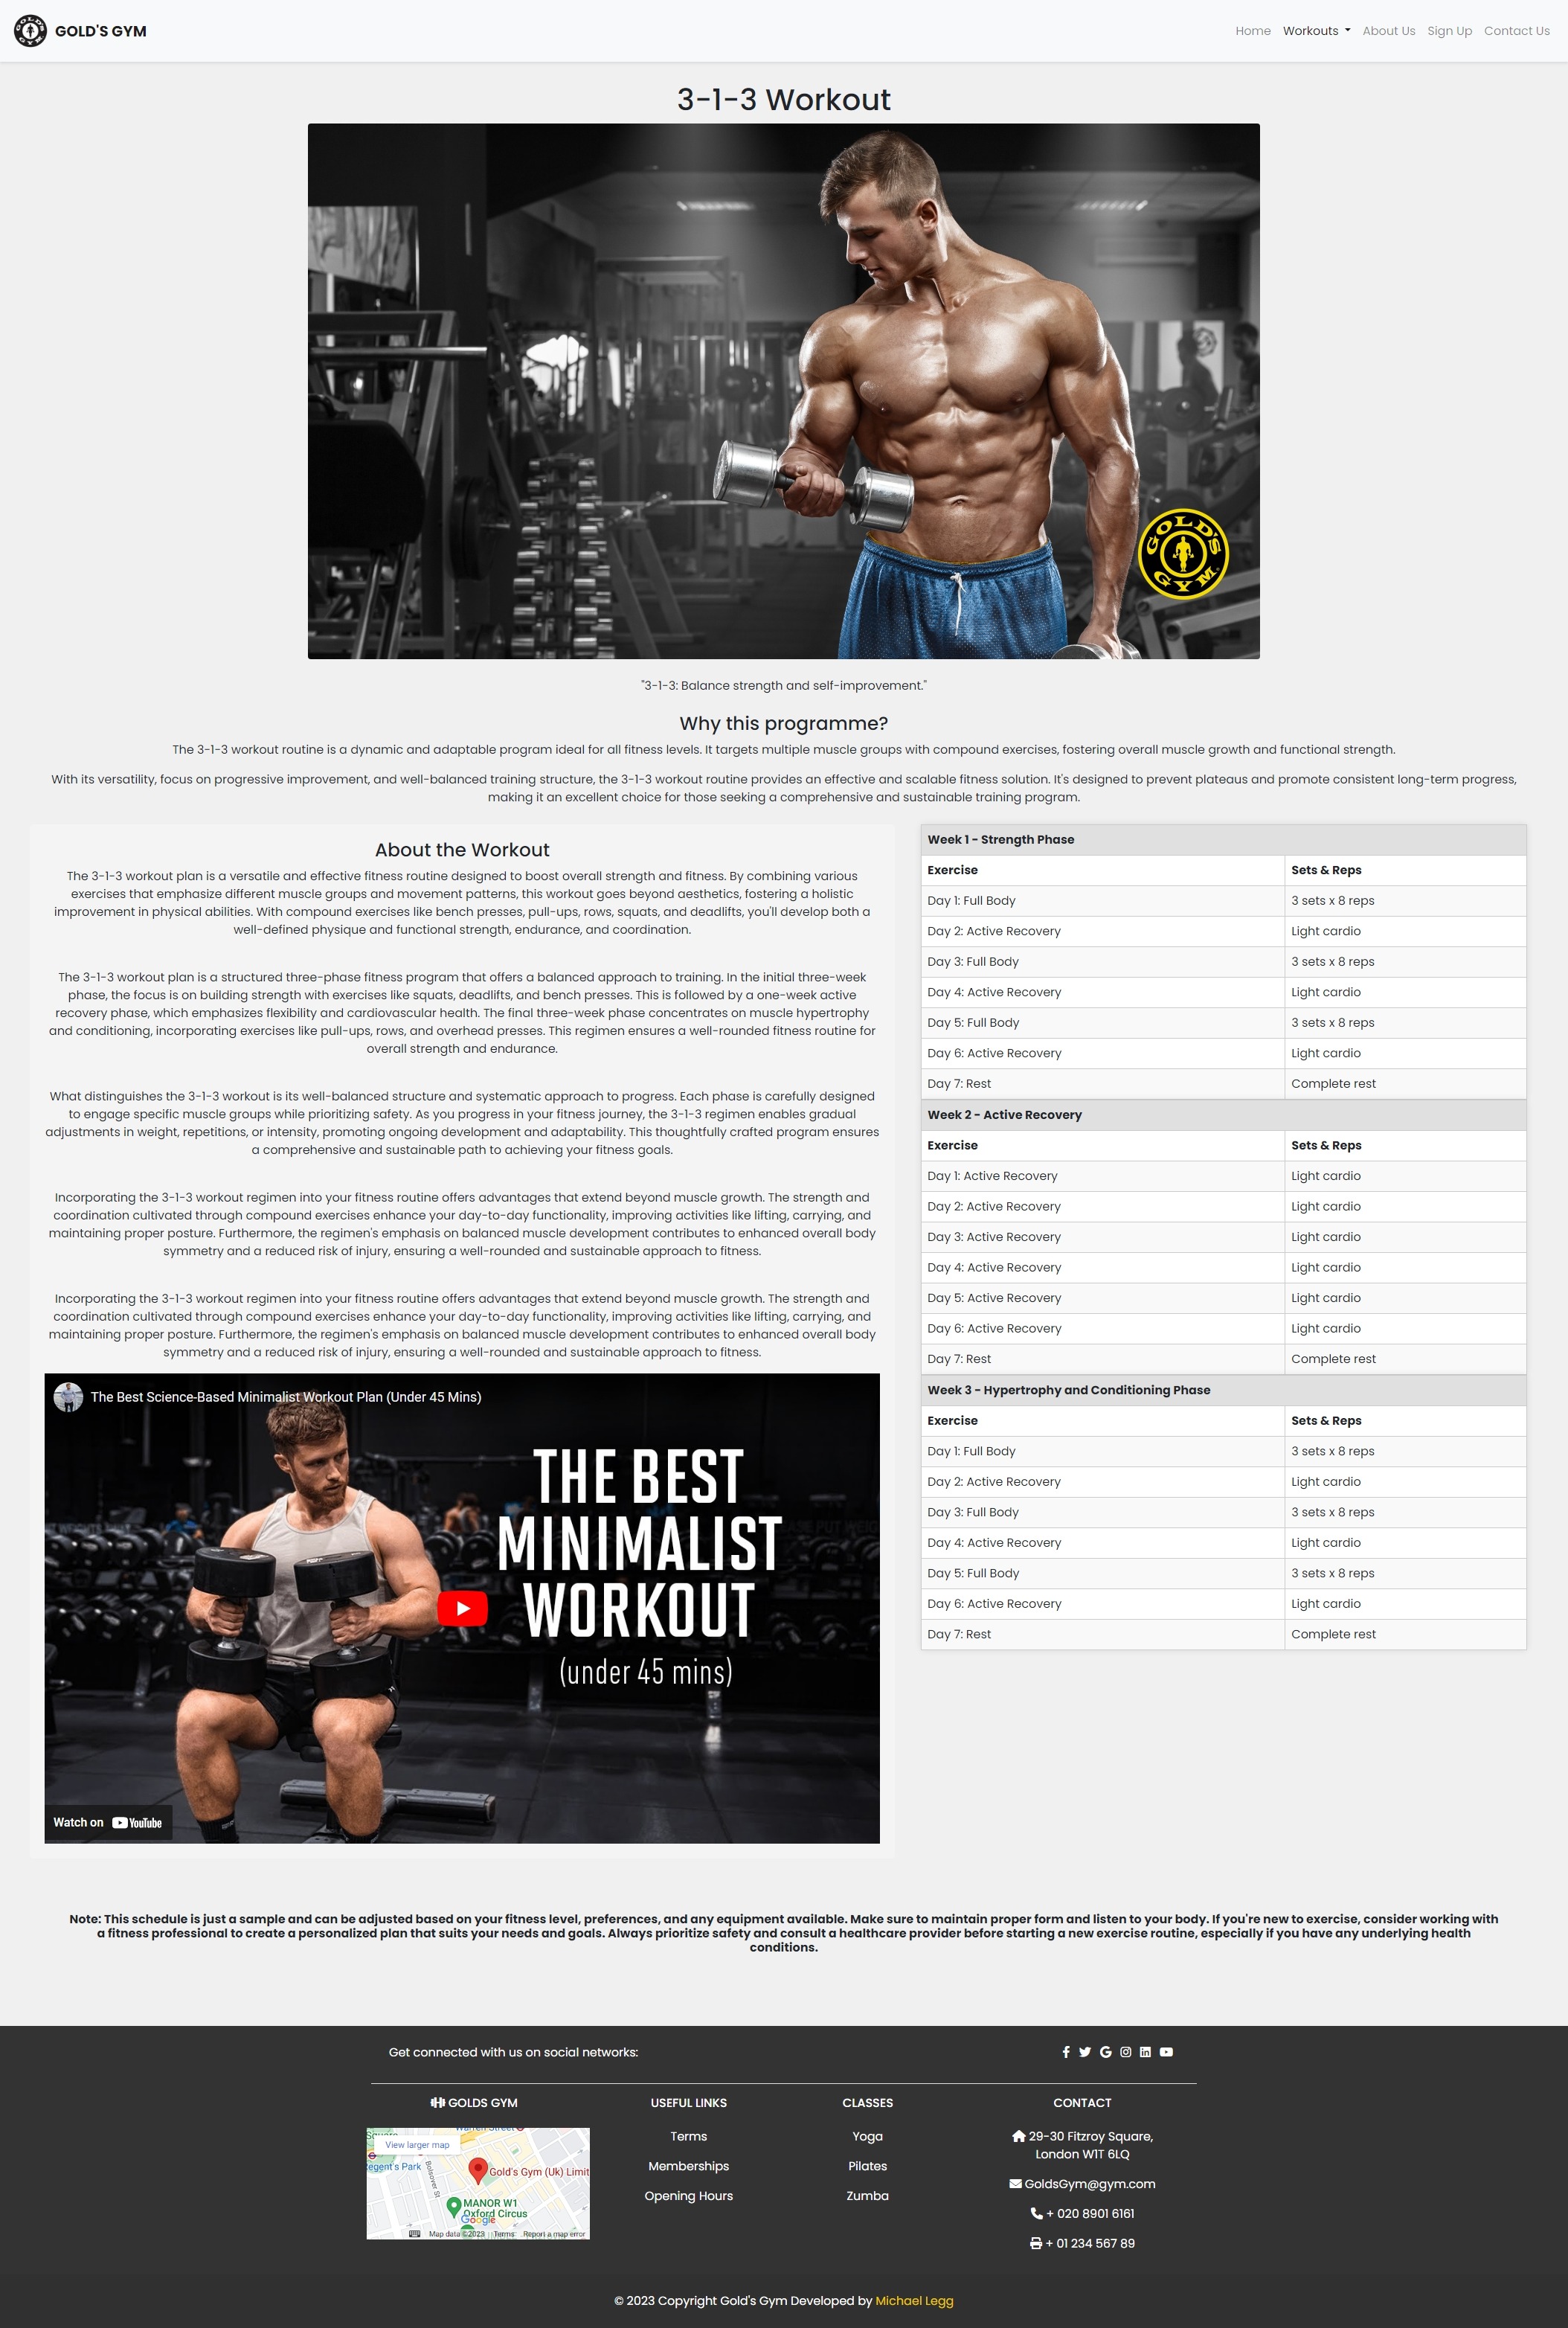 GOLD'S GYM
GOLD'S GYM
Home Workouts About Us Sign Up Contact Us
3-1-3 Workout
GOLD'S GYM
"3-1-3: Balance strength and self-improvement."
Why this programme?
The 3-1-3 workout routine is a dynamic and adaptable program ideal for all fitness levels. It targets multiple muscle groups with compound exercises, fostering overall muscle growth and functional strength.
With its versatility, focus on progressive improvement, and well-balanced training structure, the 3-1-3 workout routine provides an effective and scalable fitness solution. It's designed to prevent plateaus and promote consistent long-term progress,
making it an excellent choice for those seeking a comprehensive and sustainable training program.
About the Workout
The 3-1-3 workout plan is a versatile and effective fitness routine designed to boost overall strength and fitness. By combining various
exercises that emphasize different muscle groups and movement patterns, this workout goes beyond aesthetics, fostering a holistic
improvement in physical abilities. With compound exercises like bench presses, pull-ups, rows, squats, and deadlifts, you'll develop both a
well-defined physique and functional strength, endurance, and coordination.
The 3-1-3 workout plan is a structured three-phase fitness program that offers a balanced approach to training. In the initial three-week
phase, the focus is on building strength with exercises like squats, deadlifts, and bench presses. This is followed by a one-week active
recovery phase, which emphasizes flexibility and cardiovascular health. The final three-week phase concentrates on muscle hypertrophy
and conditioning, incorporating exercises like pull-ups, rows, and overhead presses. This regimen ensures a well-rounded fitness routine for
overall strength and endurance.
What distinguishes the 3-1-3 workout is its well-balanced structure and systematic approach to progress. Each phase is carefully designed
to engage specific muscle groups while prioritizing safety. As you progress in your fitness journey, the 3-1-3 regimen enables gradual
adjustments in weight, repetitions, or intensity, promoting ongoing development and adaptability. This thoughtfully crafted program ensures
a comprehensive and sustainable path to achieving your fitness goals.
Incorporating the 3-1-3 workout regimen into your fitness routine offers advantages that extend beyond muscle growth. The strength and
coordination cultivated through compound exercises enhance your day-to-day functionality, improving activities like lifting, carrying, and
maintaining proper posture. Furthermore, the regimen's emphasis on balanced muscle development contributes to enhanced overall body
symmetry and a reduced risk of injury, ensuring a well-rounded and sustainable approach to fitness.
Incorporating the 3-1-3 workout regimen into your fitness routine offers advantages that extend beyond muscle growth. The strength and
coordination cultivated through compound exercises enhance your day-to-day functionality, improving activities like lifting, carrying, and
maintaining proper posture. Furthermore, the regimen's emphasis on balanced muscle development contributes to enhanced overall body
symmetry and a reduced risk of injury, ensuring a well-rounded and sustainable approach to fitness.
The Best Science-Based Minimalist Workout Plan (Under 45 Mins)
THE BEST
MINIMALIST
WORKOUT
(under 45 mins)
Watch on YouTube
Week 1 - Strength Phase
Exercise Sets & Reps
Day 1: Full Body 3 sets x 8 reps
Day 2: Active Recovery Light cardio
Day 3: Full Body 3 sets x 8 reps
Day 4: Active Recovery Light cardio
Day 5: Full Body 3 sets x 8 reps
Day 6: Active Recovery Light cardio
Day 7: Rest Complete rest
Week 2 - Active Recovery
Exercise Sets & Reps
Day 1: Active Recovery Light cardio
Day 2: Active Recovery Light cardio
Day 3: Active Recovery Light cardio
Day 4: Active Recovery Light cardio
Day 5: Active Recovery Light cardio
Day 6: Active Recovery Light cardio
Day 7: Rest Complete rest
Week 3 - Hypertrophy and Conditioning Phase
Exercise Sets & Reps
Day 1: Full Body 3 sets x 8 reps
Day 2: Active Recovery Light cardio
Day 3: Full Body 3 sets x 8 reps
Day 4: Active Recovery Light cardio
Day 5: Full Body 3 sets x 8 reps
Day 6: Active Recovery Light cardio
Day 7: Rest Complete rest
Note: This schedule is just a sample and can be adjusted based on your fitness level, preferences, and any equipment available. Make sure to maintain proper form and listen to your body. If you're new to exercise, consider working with
a fitness professional to create a personalized plan that suits your needs and goals. Always prioritize safety and consult a healthcare provider before starting a new exercise routine, especially if you have any underlying health
conditions.
Get connected with us on social networks:
GOLDS GYM
View larger map
Warren Street
Square
Regent's Park
Bolsover St
Gold's Gym (Uk) Limit
MANOR W1
Oxford Circus
Google
Map data ©2023 Terms Report a map error
USEFUL LINKS
Terms
Memberships
Opening Hours
CLASSES
Yoga
Pilates
Zumba
CONTACT
29-30 Fitzroy Square,
London W1T 6LQ
GoldsGym@gym.com
+ 020 8901 6161
+ 01 234 567 89
© 2023 Copyright Gold's Gym Developed by Michael Legg